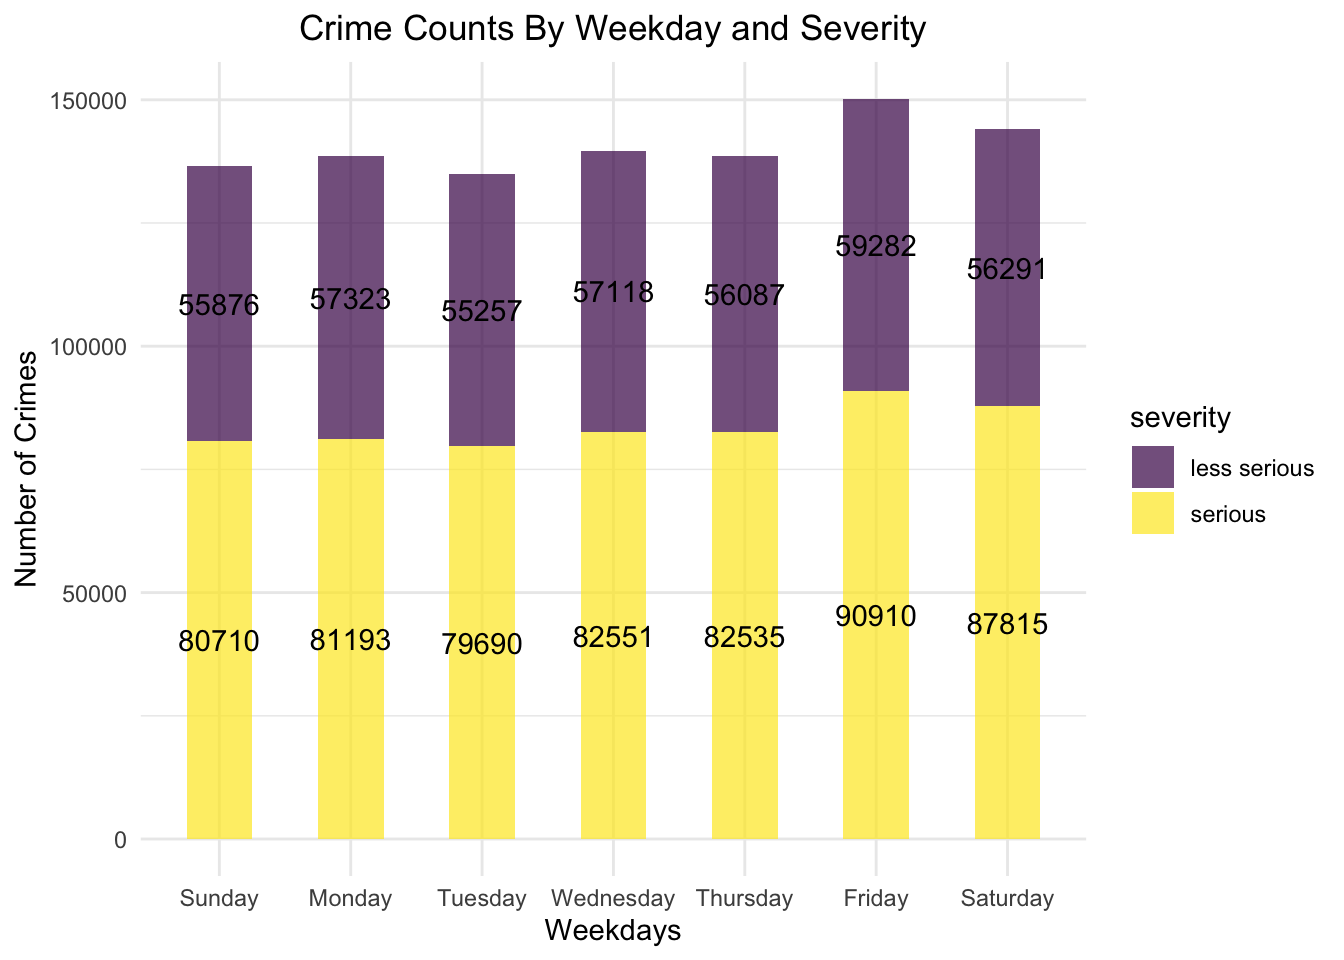 Crime Counts By Weekday and Severity
150000
100000
50000
0
Number of Crimes
59282
56291
55876
57323
55257
57118
56087
80710
81193
79690
82551
82535
90910
87815
Sunday Monday Tuesday Wednesday Thursday Friday Saturday
Weekdays
severity
less serious
serious